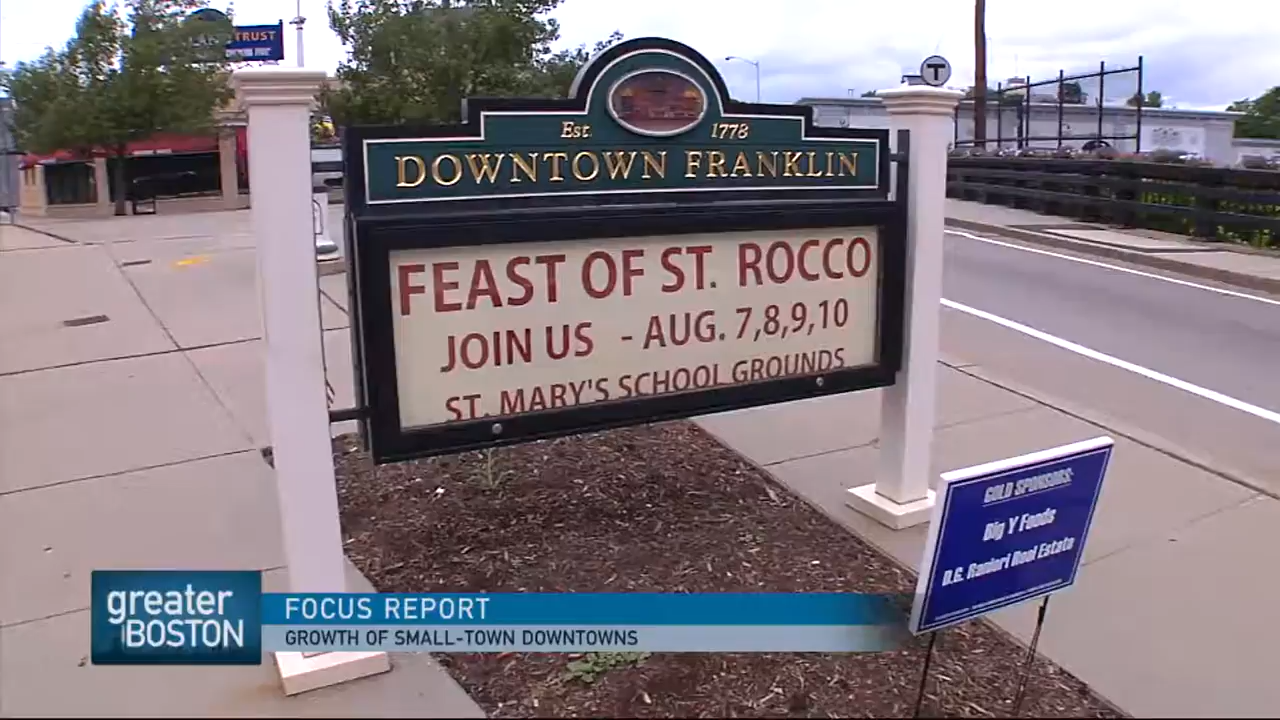 TRUST
T
Est. 1778
DOWNTOWN FRANKLIN
FEAST OF ST. ROCCO
JOIN US - AUG. 7,8,9,10
ST. MARY'S SCHOOL GROUNDS
GOLD SPONSORS:
Big Y Foods
D.G. Ranieri Real Estate
greater BOSTON
FOCUS REPORT
GROWTH OF SMALL-TOWN DOWNTOWNS